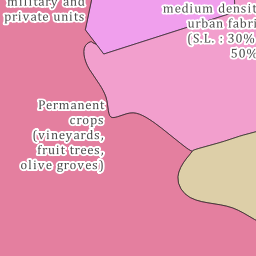 military and
private units
medium densit
urban fabri
(S.L. : 30%
50%
Permanent
crops
(vineyards,
fruit trees,
olive groves)